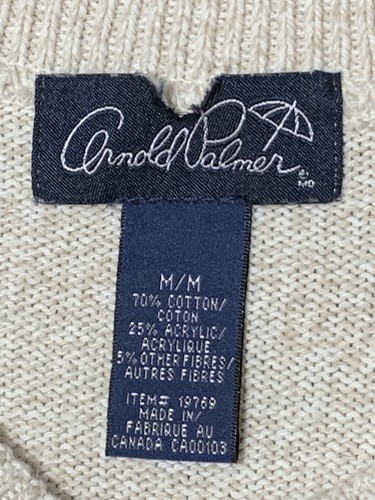 Arnold Palmer
MD
M/M
70% COTTON/
COTON
25% ACRYLIC/
ACRYLIQUE
5% OTHER FIBRES/
AUTRES FIBRES
ITEM# 19769
MADE IN/
FABRIQUE AU
CANADA CA00103